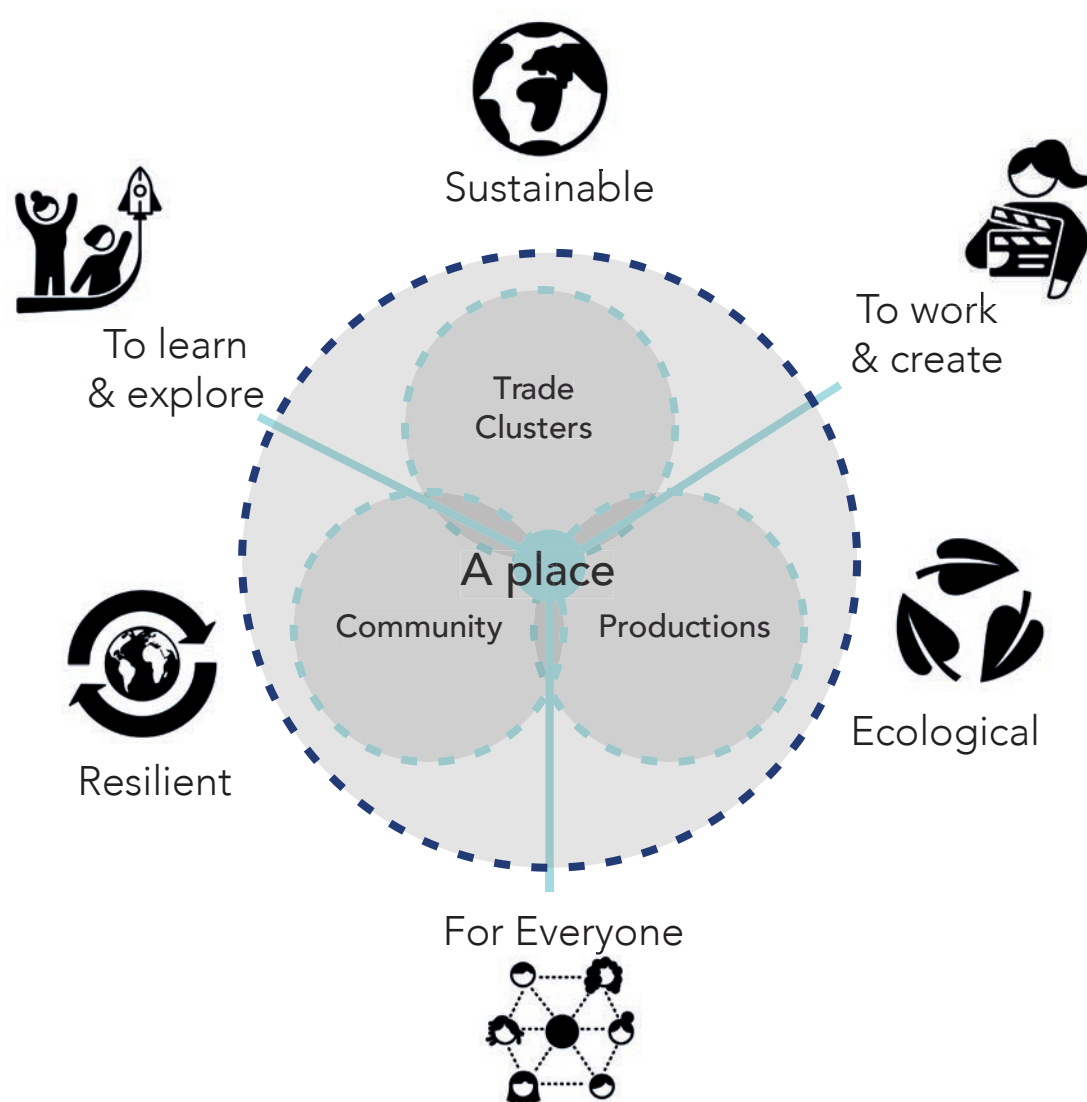 Sustainable
To learn
& explore
To work
& create
Trade
Clusters
A place
Community
Productions
Resilient
Ecological
For Everyone